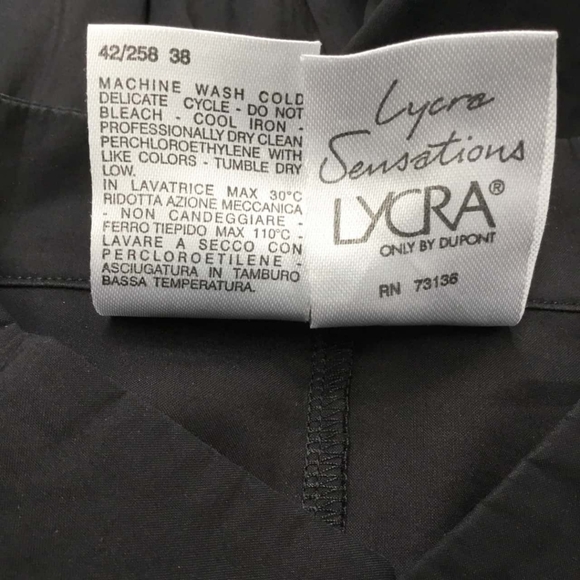 42/258 38
MACHINE WASH COLD
DELICATE CYCLE - DO NOT
BLEACH - COOL IRON -
PROFESSIONALLY DRY CLEAN
PERCHLOROETHYLENE WITH
LIKE COLORS - TUMBLE DRY
LOW.
IN LAVATRICE MAX 30°C
RIDOTTA AZIONE MECCANICA
- NON CANDEGGIARE -
FERRO TIEPIDO MAX 110°C -
LAVARE A SECCO CON
PERCLOROETILENE -
ASCIUGATURA IN TAMBURO
BASSA TEMPERATURA.
Lycra
Sensations
LYCRA®
ONLY BY DUPONT
RN 73136